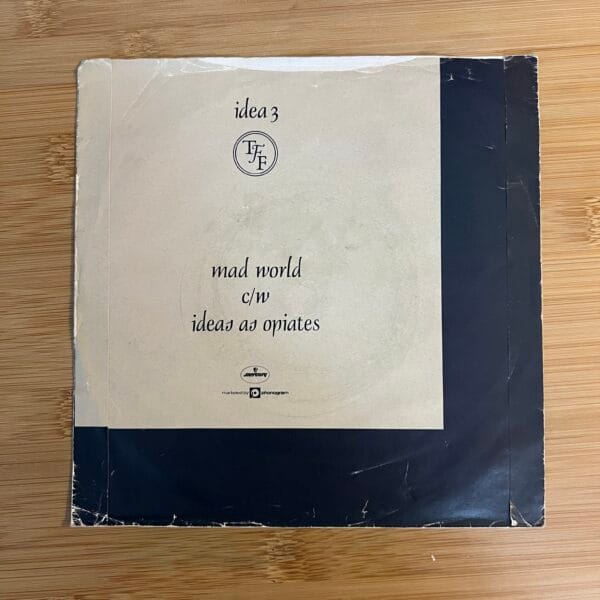 idea 3
TFF
mad world
c/w
ideas as opiates
mercury
marketed by phonogram